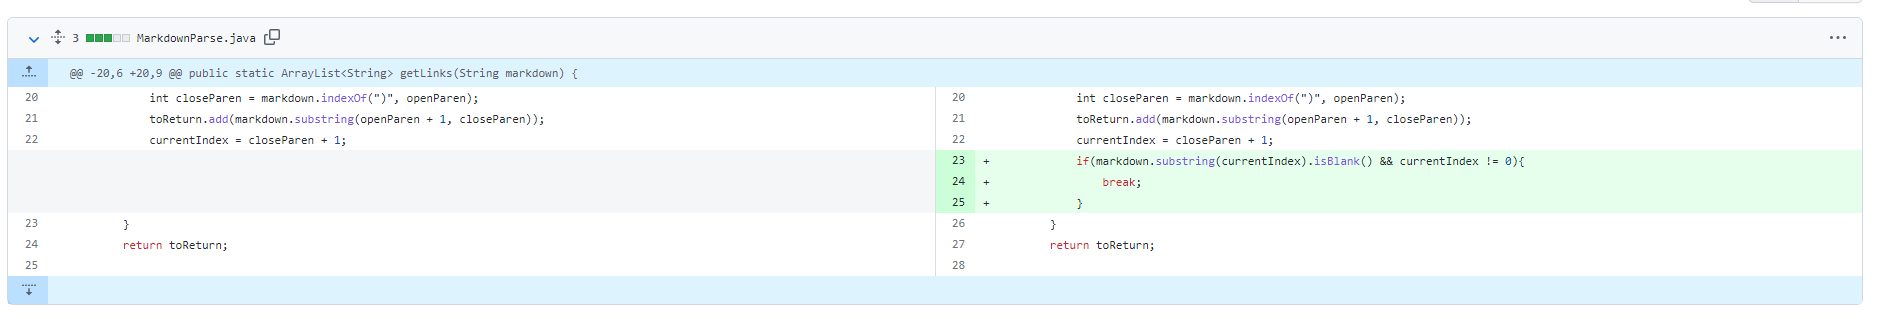 3 MarkdownParse.java
@@ -20,6 +20,9 @@ public static ArrayList<String> getLinks(String markdown) {
20 int closeParen = markdown.indexOf(")", openParen);
21 toReturn.add(markdown.substring(openParen + 1, closeParen));
22 currentIndex = closeParen + 1;
23 }
24 return toReturn;
25
20 int closeParen = markdown.indexOf(")", openParen);
21 toReturn.add(markdown.substring(openParen + 1, closeParen));
22 currentIndex = closeParen + 1;
23 + if(markdown.substring(currentIndex).isBlank() && currentIndex != 0){
24 + break;
25 + }
26 }
27 return toReturn;
28